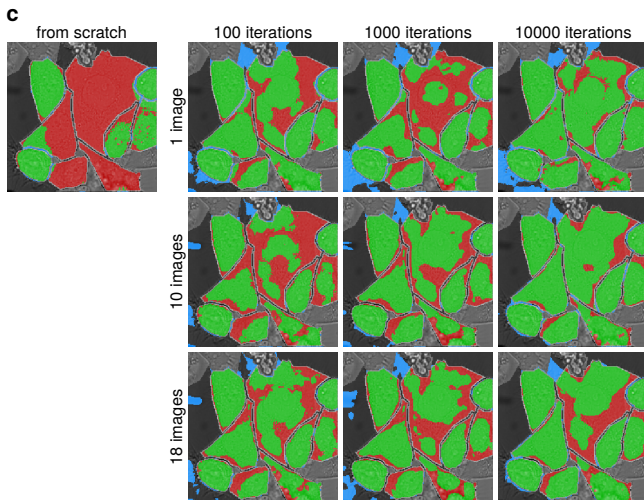 c
from scratch
100 iterations
1000 iterations
10000 iterations
1 image
10 images
18 images